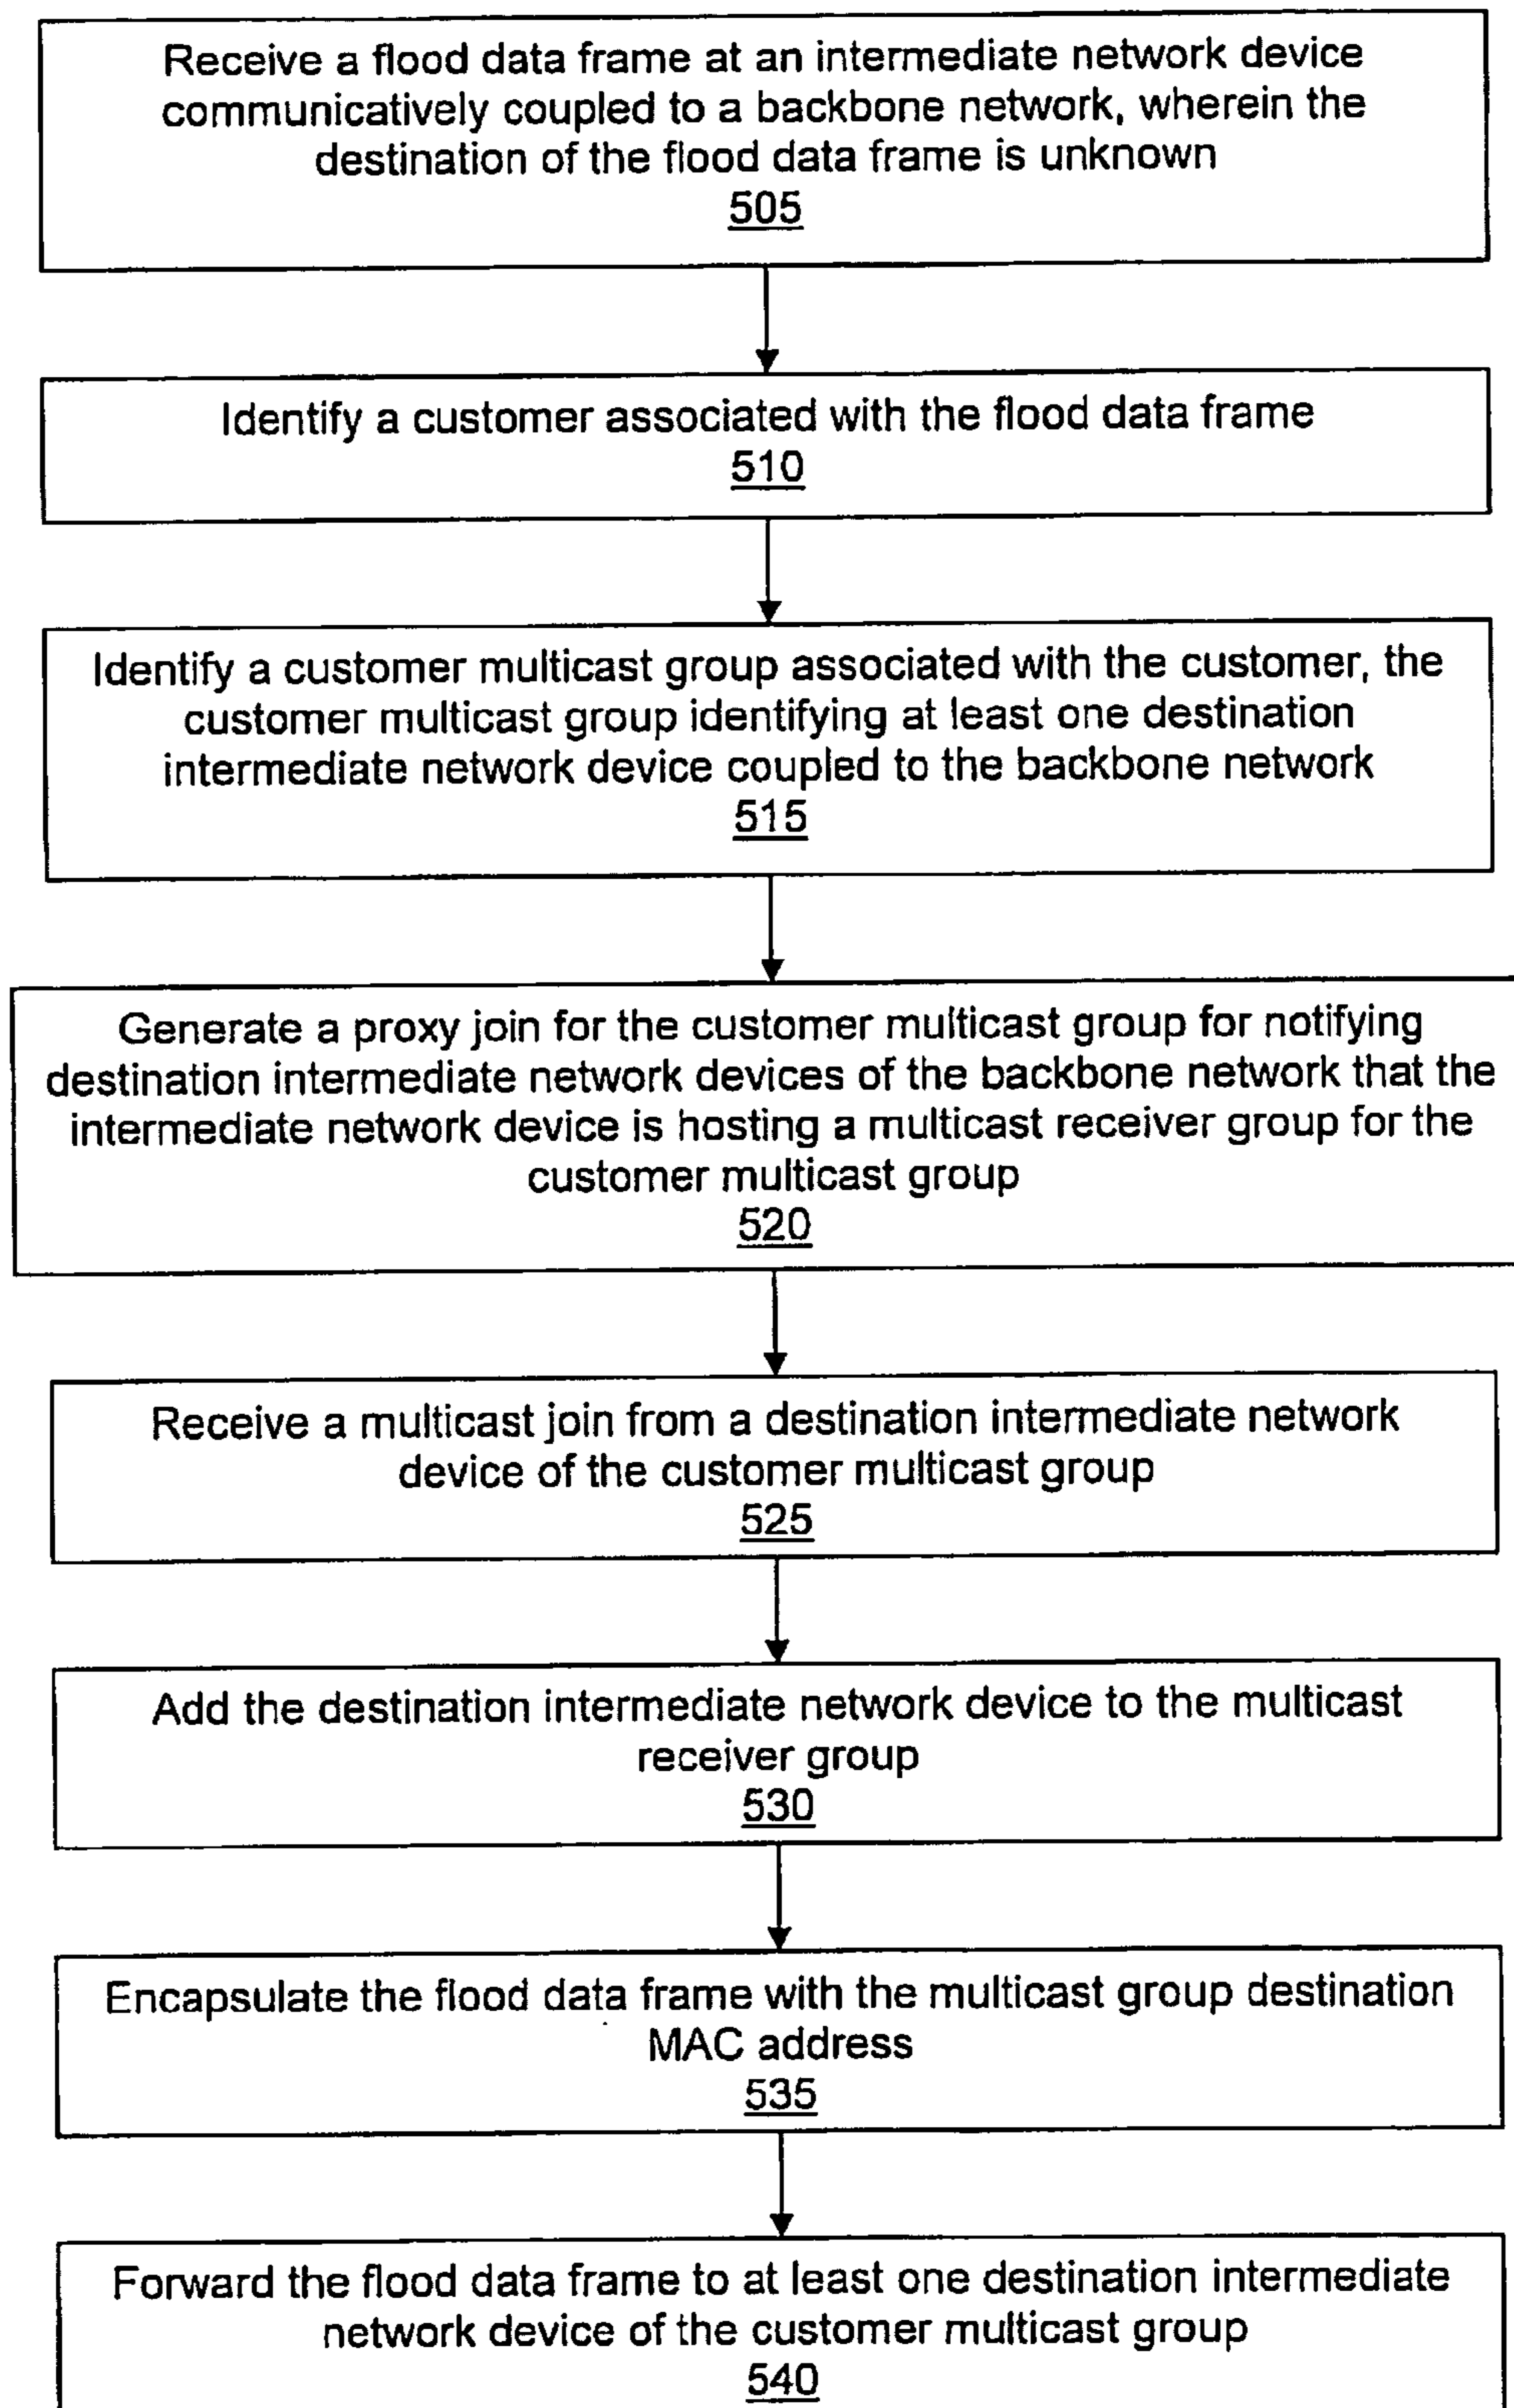 Receive a flood data frame at an intermediate network device
communicatively coupled to a backbone network, wherein the
destination of the flood data frame is unknown
505
Identify a customer associated with the flood data frame
510
Identify a customer multicast group associated with the customer, the
customer multicast group identifying at least one destination
intermediate network device coupled to the backbone network
515
Generate a proxy join for the customer multicast group for notifying
destination intermediate network devices of the backbone network that the
intermediate network device is hosting a multicast receiver group for the
customer multicast group
520
Receive a multicast join from a destination intermediate network
device of the customer multicast group
525
Add the destination intermediate network device to the multicast
receiver group
530
Encapsulate the flood data frame with the multicast group destination
MAC address
535
Forward the flood data frame to at least one destination intermediate
network device of the customer multicast group
540